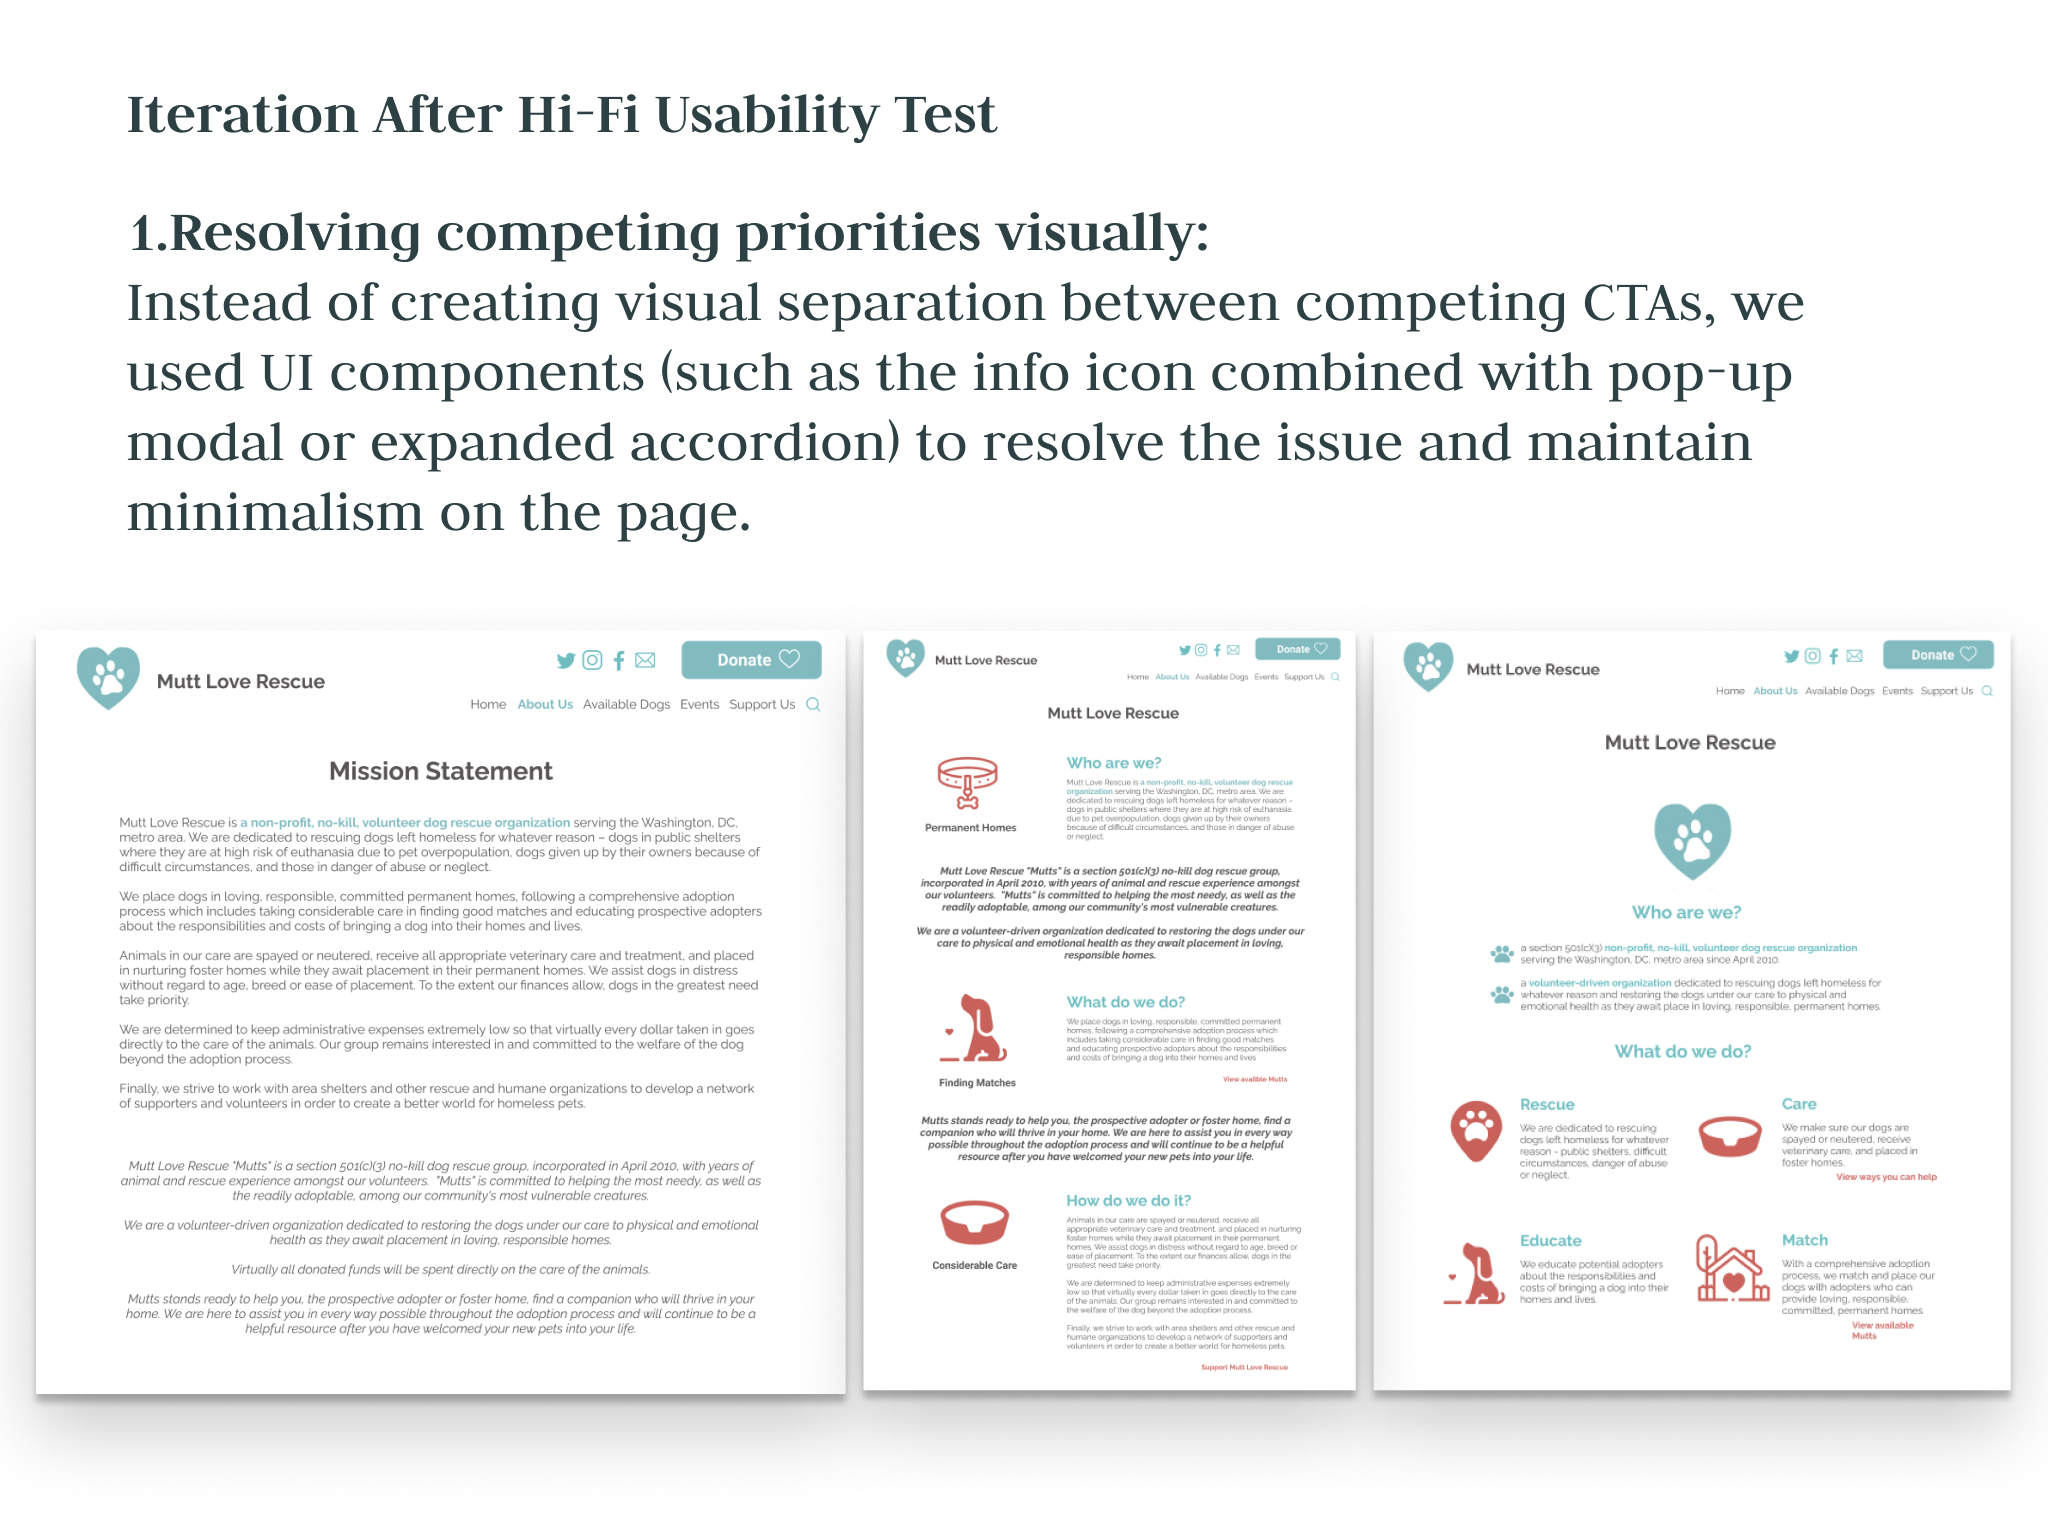 Iteration After Hi-Fi Usability Test
1.Resolving competing priorities visually:
Instead of creating visual separation between competing CTAs, we
used UI components (such as the info icon combined with pop-up
modal or expanded accordion) to resolve the issue and maintain
minimalism on the page.
Mutt Love Rescue
Donate
Home About Us Available Dogs Events Support Us
Mission Statement
Mutt Love Rescue is a non-profit, no-kill, volunteer dog rescue organization serving the Washington, DC,
metro area. We are dedicated to rescuing dogs left homeless for whatever reason – dogs in public shelters
where they are at high risk of euthanasia due to pet overpopulation, dogs given up by their owners because of
difficult circumstances, and those in danger of abuse or neglect.
We place dogs in loving, responsible, committed permanent homes, following a comprehensive adoption
process which includes taking considerable care in finding good matches and educating prospective adopters
about the responsibilities and costs of bringing a dog into their homes and lives.
Animals in our care are spayed or neutered, receive all appropriate veterinary care and treatment, and placed
in nurturing foster homes while they await placement in their permanent homes. We assist dogs in distress
without regard to age, breed or ease of placement. To the extent our finances allow, dogs in the greatest need
take priority.
We are determined to keep administrative expenses extremely low so that virtually every dollar taken in goes
directly to the care of the animals. Our group remains interested in and committed to the welfare of the dog
beyond the adoption process.
Finally, we strive to work with area shelters and other rescue and humane organizations to develop a network
of supporters and volunteers in order to create a better world for homeless pets.
Mutt Love Rescue "Mutts" is a section 501(c)(3) no-kill dog rescue group, incorporated in April 2010, with years of
animal and rescue experience amongst our volunteers. "Mutts" is committed to helping the most needy, as well as
the readily adoptable, among our community's most vulnerable creatures.
We are a volunteer-driven organization dedicated to restoring the dogs under our care to physical and emotional
health as they await placement in loving, responsible homes.
Virtually all donated funds will be spent directly on the care of the animals.
Mutts stands ready to help you, the prospective adopter or foster home, find a companion who will thrive in your
home. We are here to assist you in every way possible throughout the adoption process and will continue to be a
helpful resource after you have welcomed your new pets into your life.
Mutt Love Rescue
Donate
Home About Us Available Dogs Events Support Us
Mutt Love Rescue
Permanent Homes
Who are we?
Mutt Love Rescue is a non-profit, no-kill, volunteer dog rescue
organization serving the Washington, DC, metro area. We are
dedicated to rescuing dogs left homeless for whatever reason –
dogs in public shelters where they are at high risk of euthanasia
due to pet overpopulation, dogs given up by their owners
because of difficult circumstances, and those in danger of abuse
or neglect.
Mutt Love Rescue "Mutts" is a section 501(c)(3) no-kill dog rescue group,
incorporated in April 2010, with years of animal and rescue experience amongst
our volunteers. "Mutts" is committed to helping the most needy, as well as the
readily adoptable, among our community's most vulnerable creatures.
We are a volunteer-driven organization dedicated to restoring the dogs under our
care to physical and emotional health as they await placement in loving,
responsible homes.
Finding Matches
What do we do?
We place dogs in loving, responsible, committed permanent
homes, following a comprehensive adoption process which
includes taking considerable care in finding good matches
and educating prospective adopters about the responsibilities
and costs of bringing a dog into their homes and lives
View availble Mutts
Mutts stands ready to help you, the prospective adopter or foster home, find a
companion who will thrive in your home. We are here to assist you in every way
possible throughout the adoption process and will continue to be a helpful
resource after you have welcomed your new pets into your life.
Considerable Care
How do we do it?
Animals in our care are spayed or neutered, receive all
appropriate veterinary care and treatment, and placed in nurturing
foster homes while they await placement in their permanent
homes. We assist dogs in distress without regard to age, breed or
ease of placement. To the extent our finances allow, dogs in the
greatest need take priority.
We are determined to keep administrative expenses extremely
low so that virtually every dollar taken in goes directly to the care
of the animals. Our group remains interested in and committed to
the welfare of the dog beyond the adoption process.
Finally, we strive to work with area shelters and other rescue and
humane organizations to develop a network of supporters and
volunteers in order to create a better world for homeless pets.
Support Mutt Love Rescue
Mutt Love Rescue
Donate
Home About Us Available Dogs Events Support Us
Mutt Love Rescue
Who are we?
a section 501(c)(3) non-profit, no-kill, volunteer dog rescue organization
serving the Washington, DC, metro area since April 2010.
a volunteer-driven organization dedicated to rescuing dogs left homeless for
whatever reason and restoring the dogs under our care to physical and
emotional health as they await place in loving, responsible, permanent homes.
What do we do?
Rescue
We are dedicated to rescuing
dogs left homeless for whatever
reason - public shelters, difficult
circumstances, danger of abuse
or neglect.
Care
We make sure our dogs are
spayed or neutered, receive
veterinary care, and placed in
foster homes.
View ways you can help
Educate
We educate potential adopters
about the responsibilities and
costs of bringing a dog into their
homes and lives.
Match
With a comprehensive adoption
process, we match and place our
dogs with adopters who can
provide loving, responsible,
committed, permanent homes
View available
Mutts